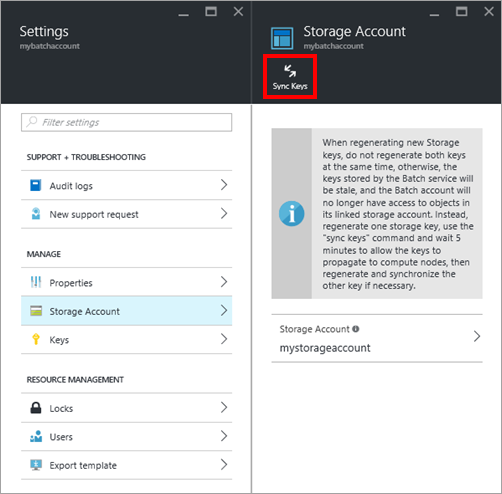 Settings
mybatchaccount
Filter settings
SUPPORT + TROUBLESHOOTING
Audit logs
New support request
MANAGE
Properties
Storage Account
Keys
RESOURCE MANAGEMENT
Locks
Users
Export template
Storage Account
mybatchaccount
Sync Keys
When regenerating new Storage
keys, do not regenerate both keys
at the same time, otherwise, the
keys stored by the Batch service will
be stale, and the Batch account will
no longer have access to objects in
its linked storage account. Instead,
regenerate one storage key, use the
"sync keys" command and wait 5
minutes to allow the keys to
propagate to compute nodes, then
regenerate and synchronize the
other key if necessary.
Storage Account
mystorageaccount